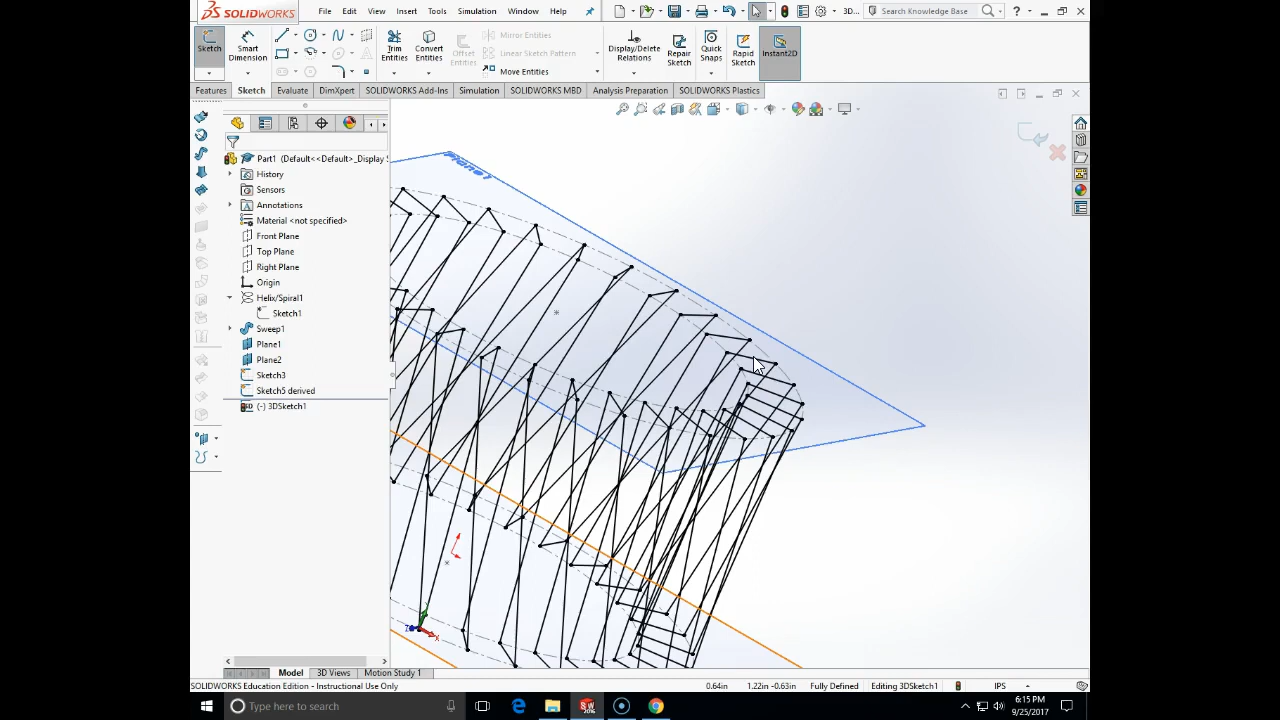 SOLIDWORKS File Edit View Insert Tools Simulation Window Help 3D... Search Knowledge Base
Sketch Smart Dimension Trim Entities Convert Entities Offset Entities Mirror Entities Linear Sketch Pattern Move Entities Display/Delete Relations Repair Sketch Quick Snaps Rapid Sketch Instant2D
Features Sketch Evaluate DimXpert SOLIDWORKS Add-Ins Simulation SOLIDWORKS MBD Analysis Preparation SOLIDWORKS Plastics
Part1 (Default<<Default>_Display S
History
Sensors
Annotations
Material <not specified>
Front Plane
Top Plane
Right Plane
Origin
Helix/Spiral1
Sketch1
Sweep1
Plane1
Plane2
Sketch3
Sketch5 derived
(-) 3DSketch1
Plane1
Y
Z
X
Model 3D Views Motion Study 1
SOLIDWORKS Education Edition - Instructional Use Only 0.64in 1.22in -0.63in Fully Defined Editing 3DSketch1 IPS
Type here to search
6:15 PM
9/25/2017